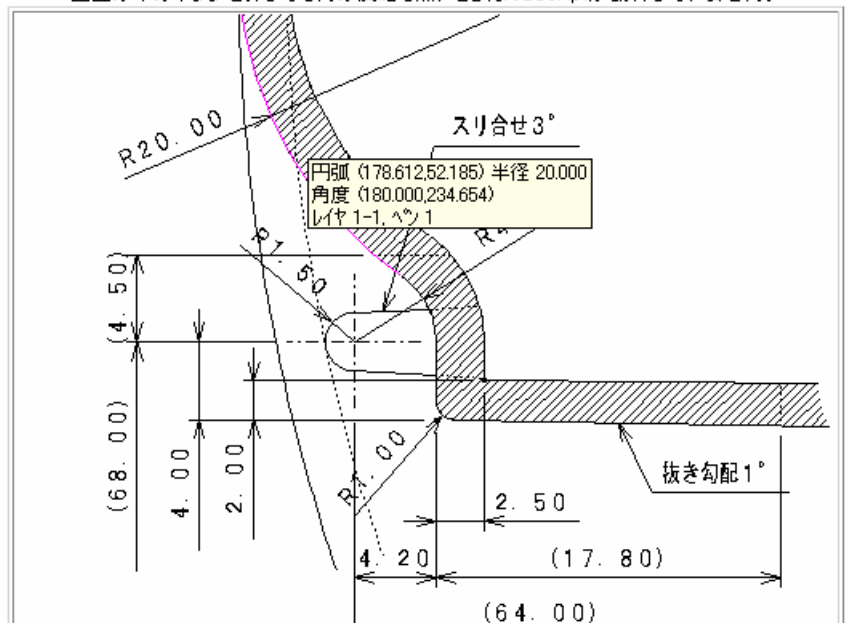 R20.00
スリ合せ3°
円弧 (178.612,52.185) 半径 20.000
角度 (180.000,234.654)
レイヤ 1-1, ペン 1
R1.50
(4.50)
(68.00)
4.00
2.00
R1.00
抜き勾配1°
2.50
4.20
(17.80)
(64.00)